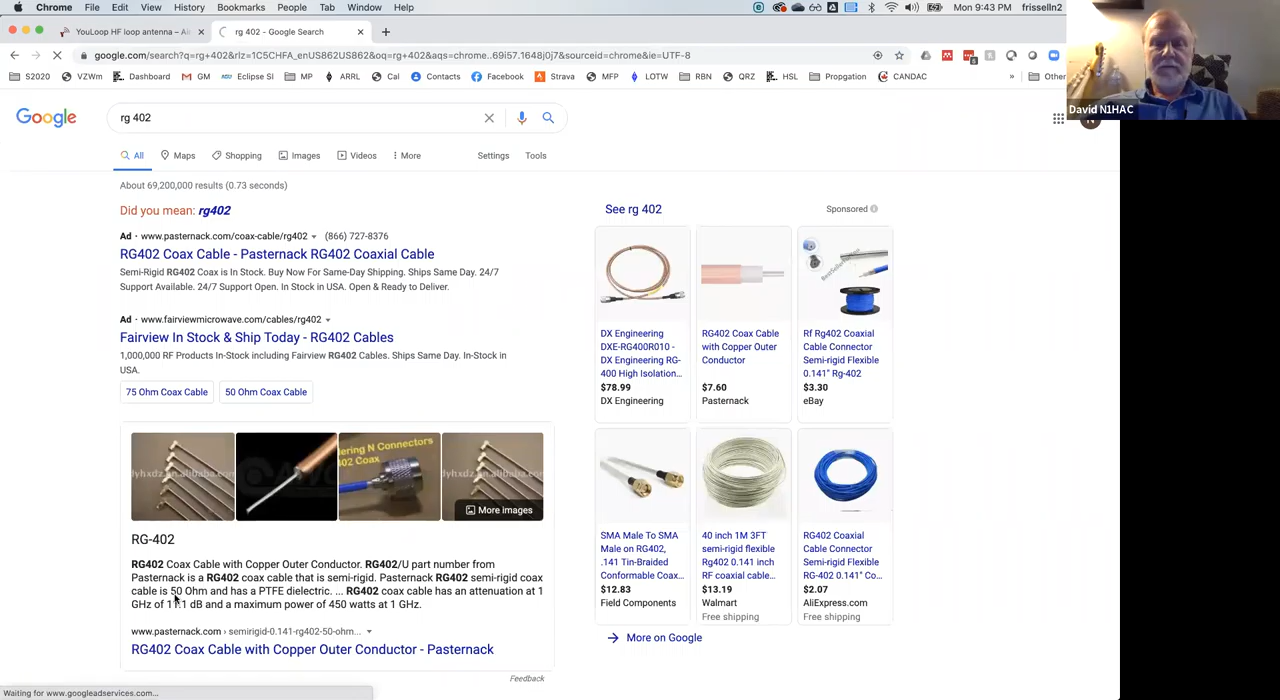 Chrome File Edit View History Bookmarks People Tab Window Help Mon 9:43 PM frisselln2
YouLoop HF loop antenna – Ai rg 402 - Google Search
google.com/search?q=rg+402&rlz=1C5CHFA_enUS862US862&oq=rg+402&aqs=chrome..69i57.1648j0j7&sourceid=chrome&ie=UTF-8
S2020 VZWm Dashboard GM Eclipse SI MP ARRL Cal Contacts Facebook Strava MFP LOTW RBN QRZ HSL Propgation CANDAC » Other
David N1HAC
Google rg 402
All Maps Shopping Images Videos More Settings Tools
About 69,200,000 results (0.73 seconds)
Did you mean: rg402
Ad · www.pasternack.com/coax-cable/rg402 (866) 727-8376
RG402 Coax Cable - Pasternack RG402 Coaxial Cable
Semi-Rigid RG402 Coax is In Stock. Buy Now For Same-Day Shipping. Ships Same Day. 24/7
Support Available. 24/7 Support Open. In Stock in USA. Open & Ready to Deliver.
Ad · www.fairviewmicrowave.com/cables/rg402
Fairview In Stock & Ship Today - RG402 Cables
1,000,000 RF Products In-Stock including Fairview RG402 Cables. Ships Same Day. In-Stock in
USA.
75 Ohm Coax Cable 50 Ohm Coax Cable
lyhxdz.en.alibaba.com
ering N Connectors
402 Coax
lyhxdz.en.alibaba.com
More images
RG-402
RG402 Coax Cable with Copper Outer Conductor. RG402/U part number from
Pasternack is a RG402 coax cable that is semi-rigid. Pasternack RG402 semi-rigid coax
cable is 50 Ohm and has a PTFE dielectric. ... RG402 coax cable has an attenuation at 1
GHz of dB and a maximum power of 450 watts at 1 GHz.
www.pasternack.com › semirigid-0.141-rg402-50-ohm...
RG402 Coax Cable with Copper Outer Conductor - Pasternack
Feedback
See rg 402 Sponsored
DX Engineering
DXE-RG400R010 -
DX Engineering RG-
400 High Isolation...
$78.99
DX Engineering
RG402 Coax Cable
with Copper Outer
Conductor
$7.60
Pasternack
Rf Rg402 Coaxial
Cable Connector
Semi-rigid Flexible
0.141" Rg-402
$3.30
eBay
SMA Male To SMA
Male on RG402,
.141 Tin-Braided
Conformable Coax...
$12.83
Field Components
40 inch 1M 3FT
semi-rigid flexible
Rg402 0.141 inch
RF coaxial cable...
$13.19
Walmart
Free shipping
RG402 Coaxial
Cable Connector
Semi-rigid Flexible
RG-402 0.141" Co...
$2.07
AliExpress.com
Free shipping
More on Google
Waiting for www.googleadservices.com...